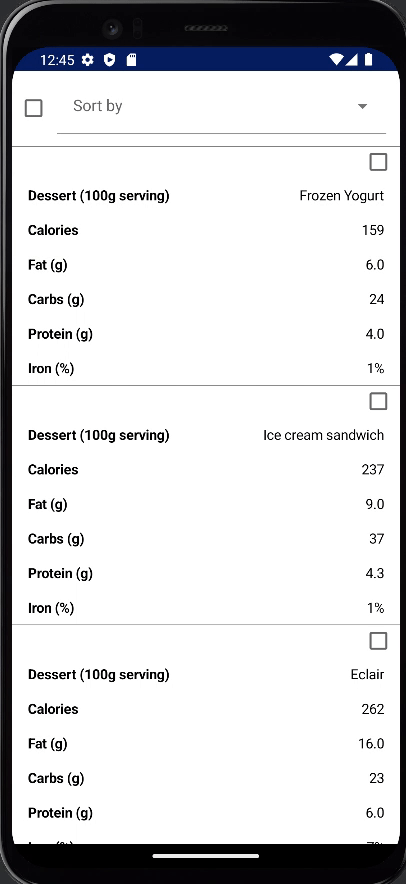 12:45
Sort by
Dessert (100g serving) Frozen Yogurt
Calories 159
Fat (g) 6.0
Carbs (g) 24
Protein (g) 4.0
Iron (%) 1%
Dessert (100g serving) Ice cream sandwich
Calories 237
Fat (g) 9.0
Carbs (g) 37
Protein (g) 4.3
Iron (%) 1%
Dessert (100g serving) Eclair
Calories 262
Fat (g) 16.0
Carbs (g) 23
Protein (g) 6.0